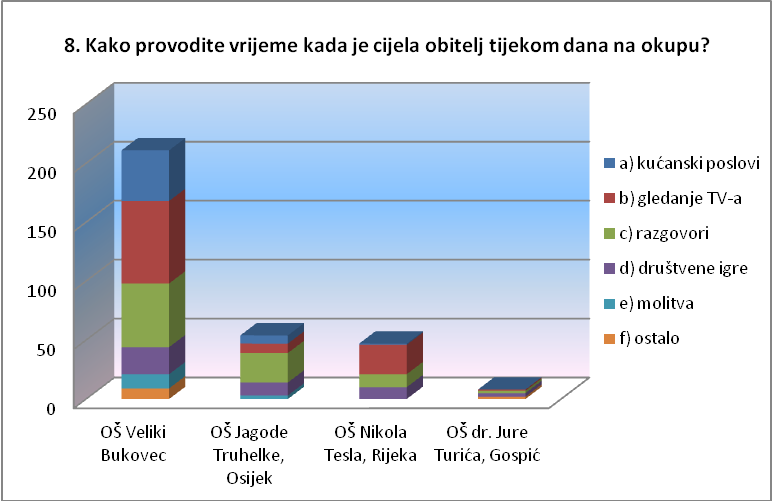 8. Kako provodite vrijeme kada je cijela obitelj tijekom dana na okupu?
250
200
150
100
50
0
OŠ Veliki
Bukovec
OŠ Jagode
Truhelke,
Osijek
OŠ Nikola
Tesla, Rijeka
OŠ dr. Jure
Turića, Gospić
a) kućanski poslovi
b) gledanje TV-a
c) razgovori
d) društvene igre
e) molitva
f) ostalo